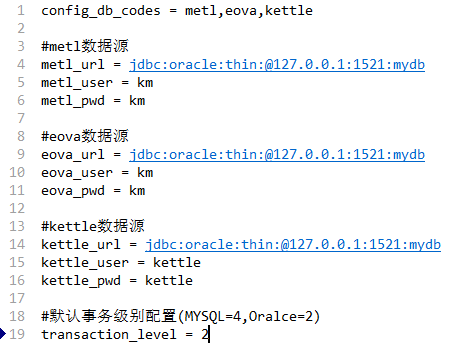 1 config_db_codes = metl,eova,kettle
2
3 #metl数据源
4 metl_url = jdbc:oracle:thin:@127.0.0.1:1521:mydb
5 metl_user = km
6 metl_pwd = km
7
8 #eova数据源
9 eova_url = jdbc:oracle:thin:@127.0.0.1:1521:mydb
10 eova_user = km
11 eova_pwd = km
12
13 #kettle数据源
14 kettle_url = jdbc:oracle:thin:@127.0.0.1:1521:mydb
15 kettle_user = kettle
16 kettle_pwd = kettle
17
18 #默认事务级别配置(MYSQL=4,Oralce=2)
19 transaction_level = 2